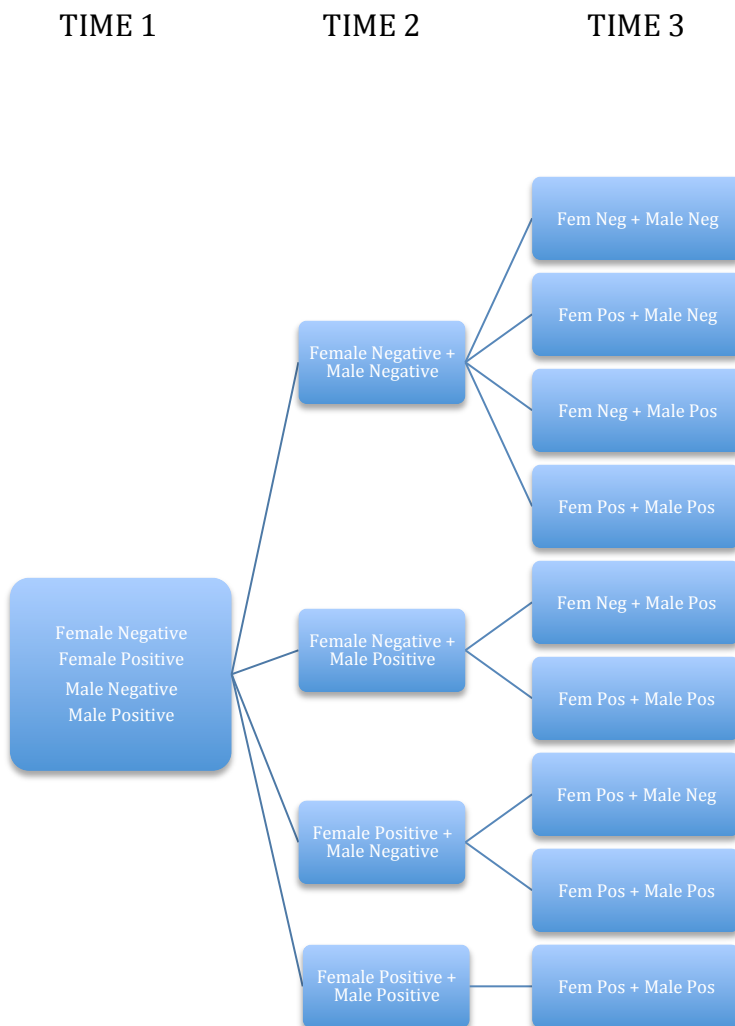 TIME 1
TIME 2
TIME 3
Female Negative
Female Positive
Male Negative
Male Positive
Female Negative +
Male Negative
Female Negative +
Male Positive
Female Positive +
Male Negative
Female Positive +
Male Positive
Fem Neg + Male Neg
Fem Pos + Male Neg
Fem Neg + Male Pos
Fem Pos + Male Pos
Fem Neg + Male Pos
Fem Pos + Male Pos
Fem Pos + Male Neg
Fem Pos + Male Pos
Fem Pos + Male Pos